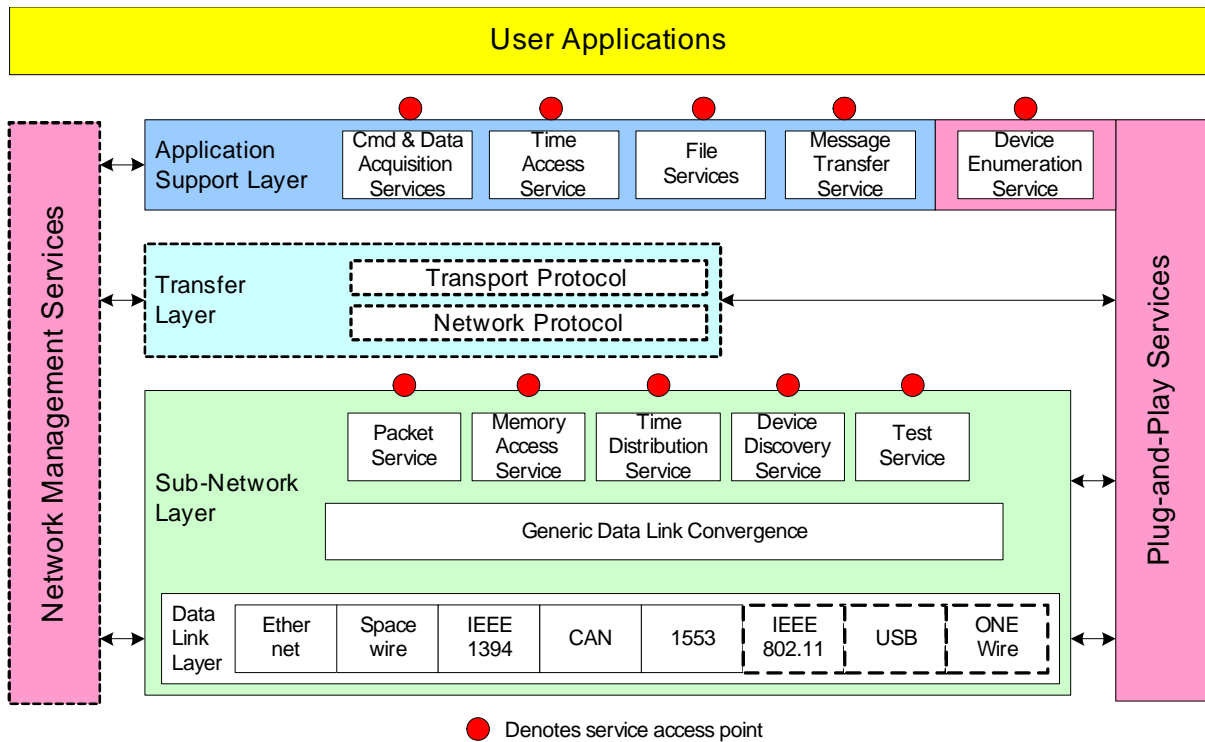 User Applications
Network Management Services
Application
Support Layer
Cmd & Data
Acquisition
Services
Time
Access
Service
File
Services
Message
Transfer
Service
Device
Enumeration
Service
Transfer
Layer
Transport Protocol
Network Protocol
Plug-and-Play Services
Sub-Network
Layer
Packet
Service
Memory
Access
Service
Time
Distribution
Service
Device
Discovery
Service
Test
Service
Generic Data Link Convergence
Data
Link
Layer
Ether
net
Space
wire
IEEE
1394
CAN
1553
IEEE
802.11
USB
ONE
Wire
Denotes service access point